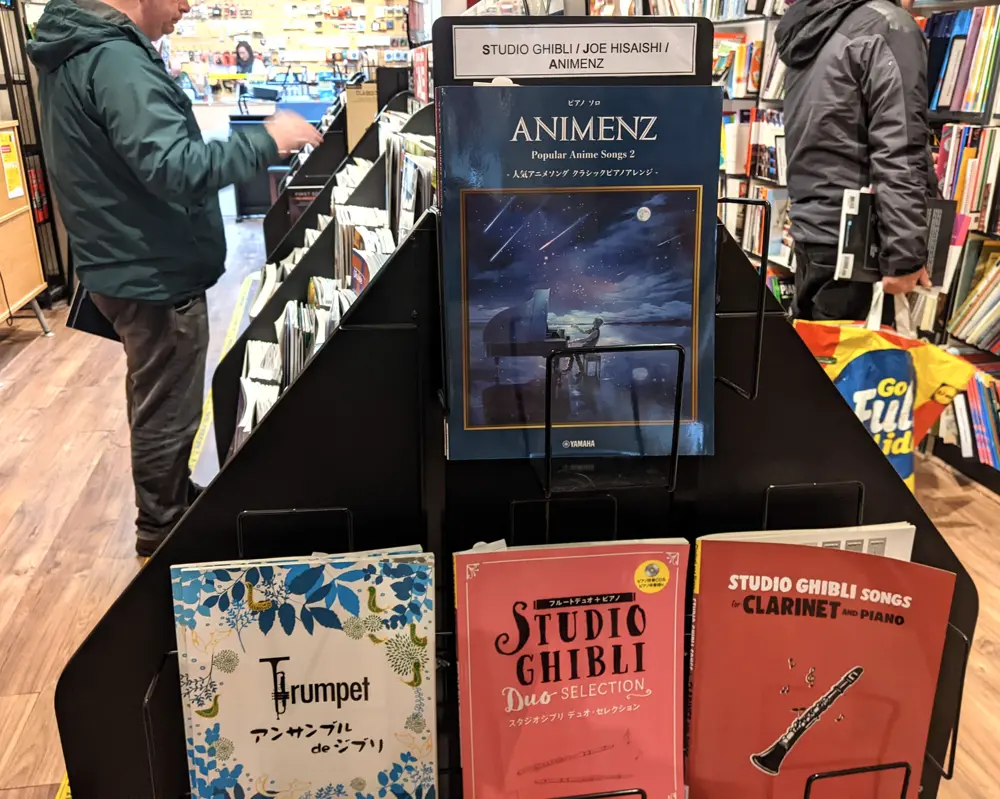 STUDIO GHIBLI / JOE HISAISHI /
ANIMENZ
ピアノ ソロ
ANIMENZ
Popular Anime Songs 2
- 人気アニメソング クラシックピアノアレンジ -
YAMAHA
Go
Full
Trumpet
アンサンブル
de ジブリ
フルートデュオ+ピアノ
STUDIO
GHIBLI
Duo SELECTION
スタジオジブリ デュオ・セレクション
STUDIO GHIBLI SONGS
for CLARINET AND PIANO